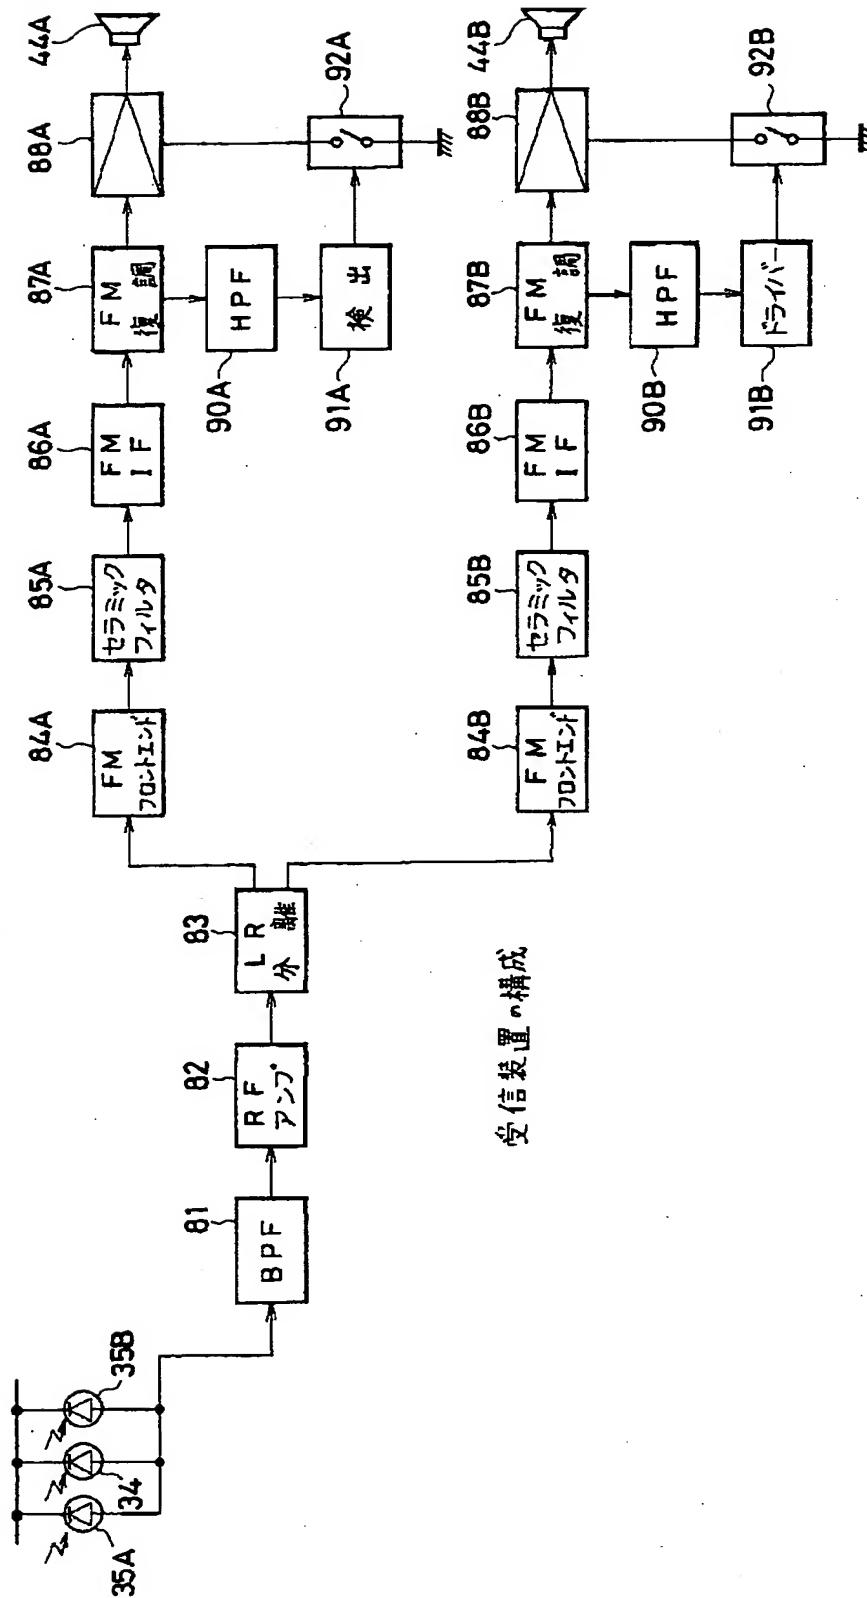 35A
34
35B
81
BPF
82
RF
アンプ
83
LR
分離
84A
FM
フロントエンド
85A
セラミック
フィルタ
86A
FM
IF
87A
FM
復調
88A
44A
90A
HPF
91A
検出
92A
84B
FM
フロントエンド
85B
セラミック
フィルタ
86B
FM
IF
87B
FM
復調
88B
44B
90B
HPF
91B
ドライバー
92B
受信装置の構成